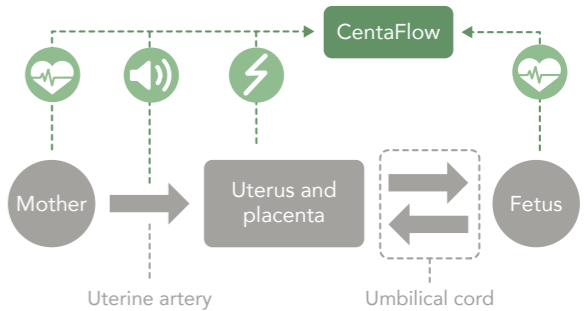 CentaFlow
Mother
Uterus and
placenta
Fetus
Uterine artery
Umbilical cord